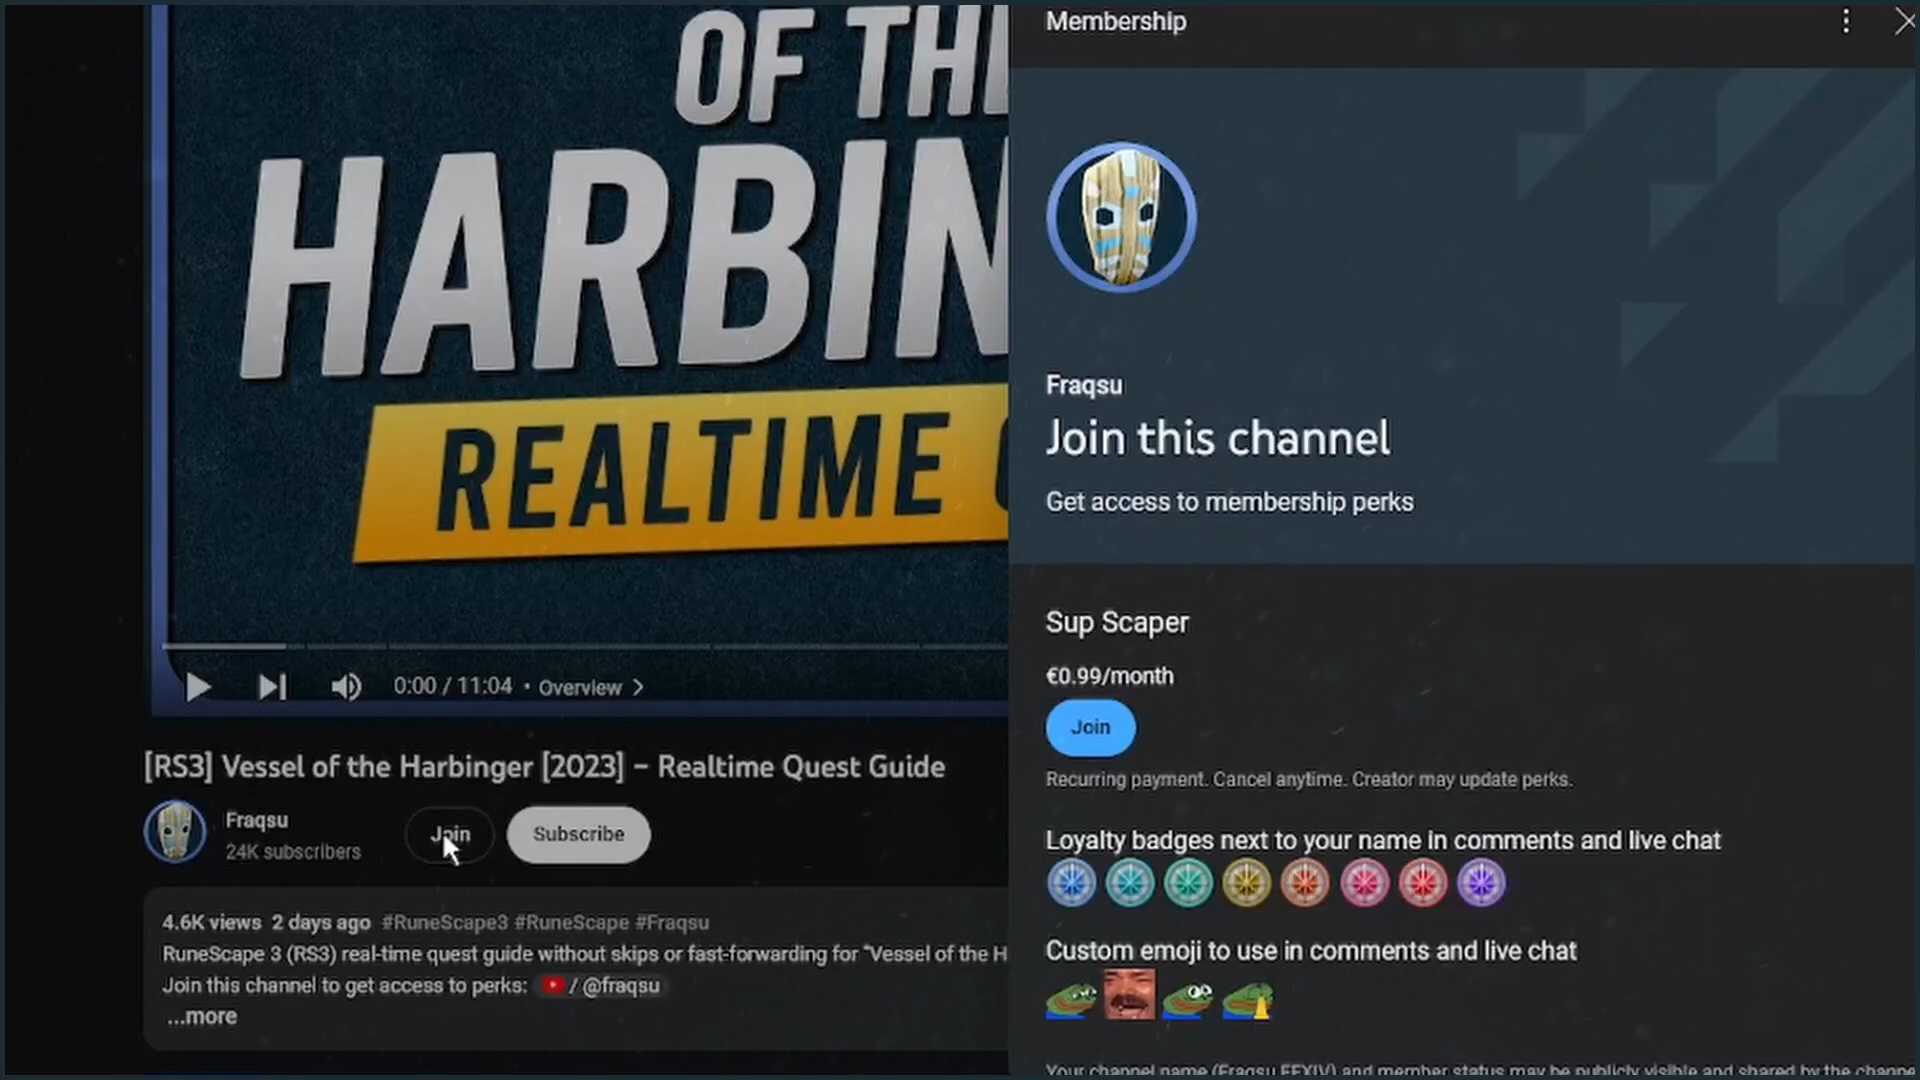 OF THE
HARBIN
REALTIME
0:00 / 11:04 • Overview
[RS3] Vessel of the Harbinger [2023] – Realtime Quest Guide
Fraqsu
24K subscribers
Join
Subscribe
4.6K views 2 days ago #RuneScape3 #RuneScape #Fraqsu
RuneScape 3 (RS3) real-time quest guide without skips or fast-forwarding for "Vessel of the H
Join this channel to get access to perks: / @fraqsu
...more
Membership
Fraqsu
Join this channel
Get access to membership perks
Sup Scaper
€0.99/month
Join
Recurring payment. Cancel anytime. Creator may update perks.
Loyalty badges next to your name in comments and live chat
Custom emoji to use in comments and live chat
Your channel name (Fraqsu FFXIV) and member status may be publicly visible and shared by the channe